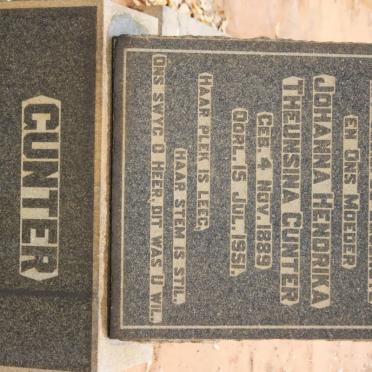 EN ONS MOEDER
JOHANNA HENDRIKA
THEUNSINA GUNTER
GEB. 4 NOV. 1889
OORL. 15 JUL. 1951.
HAAR PLEK IS LEEG,
HAAR STEM IS STIL.
ONS SWYG O HEER, DIT WAS U WIL.
GUNTER